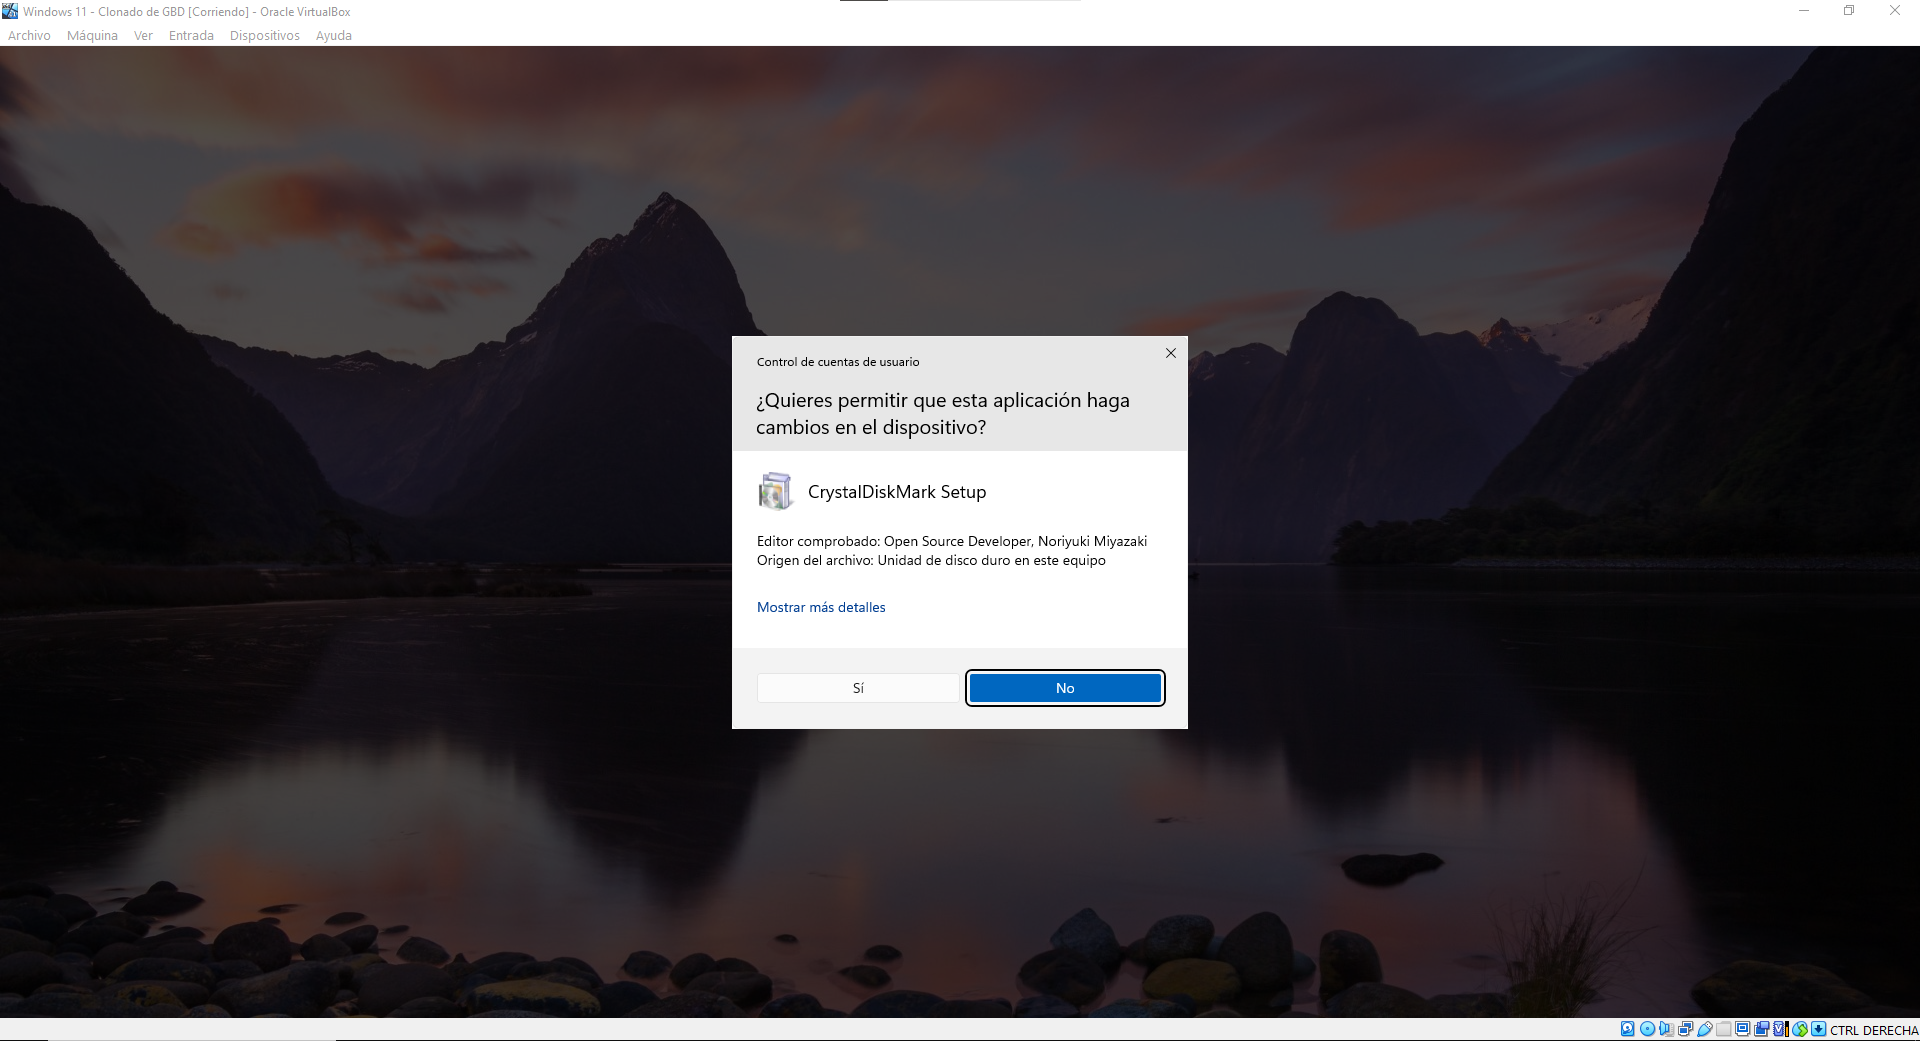 Windows 11 - Clonado de GBD [Corriendo] - Oracle VirtualBox
Archivo Máquina Ver Entrada Dispositivos Ayuda
Control de cuentas de usuario
¿Quieres permitir que esta aplicación haga
cambios en el dispositivo?
CrystalDiskMark Setup
Editor comprobado: Open Source Developer, Noriyuki Miyazaki
Origen del archivo: Unidad de disco duro en este equipo
Mostrar más detalles
Sí No
CTRL DERECHA